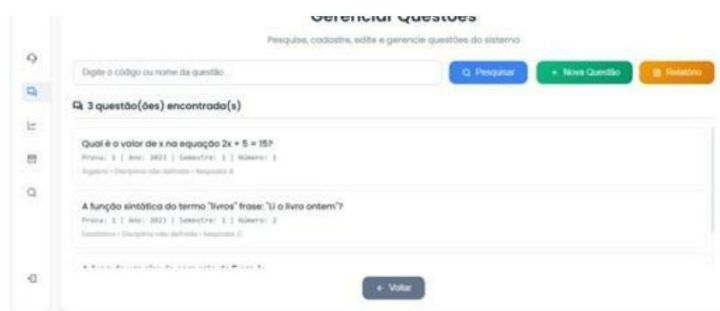 Gerenciar Questões
Pesquise, cadastre, edite e gerencie questões do sistema
Digite o código ou nome da questão...
Pesquisar
+ Nova Questão
Relatório
3 questão(ões) encontrada(s)
Qual é o valor de x na equação 2x + 5 = 15?
Prova: 1 | Ano: 2023 | Semestre: 1 | Número: 1
Álgebra • Disciplina não definida • Resposta: B
A função sintática do termo "livros" frase: "Li o livro ontem"?
Prova: 1 | Ano: 2023 | Semestre: 1 | Número: 2
• Disciplina não definida • Resposta: C
← Voltar